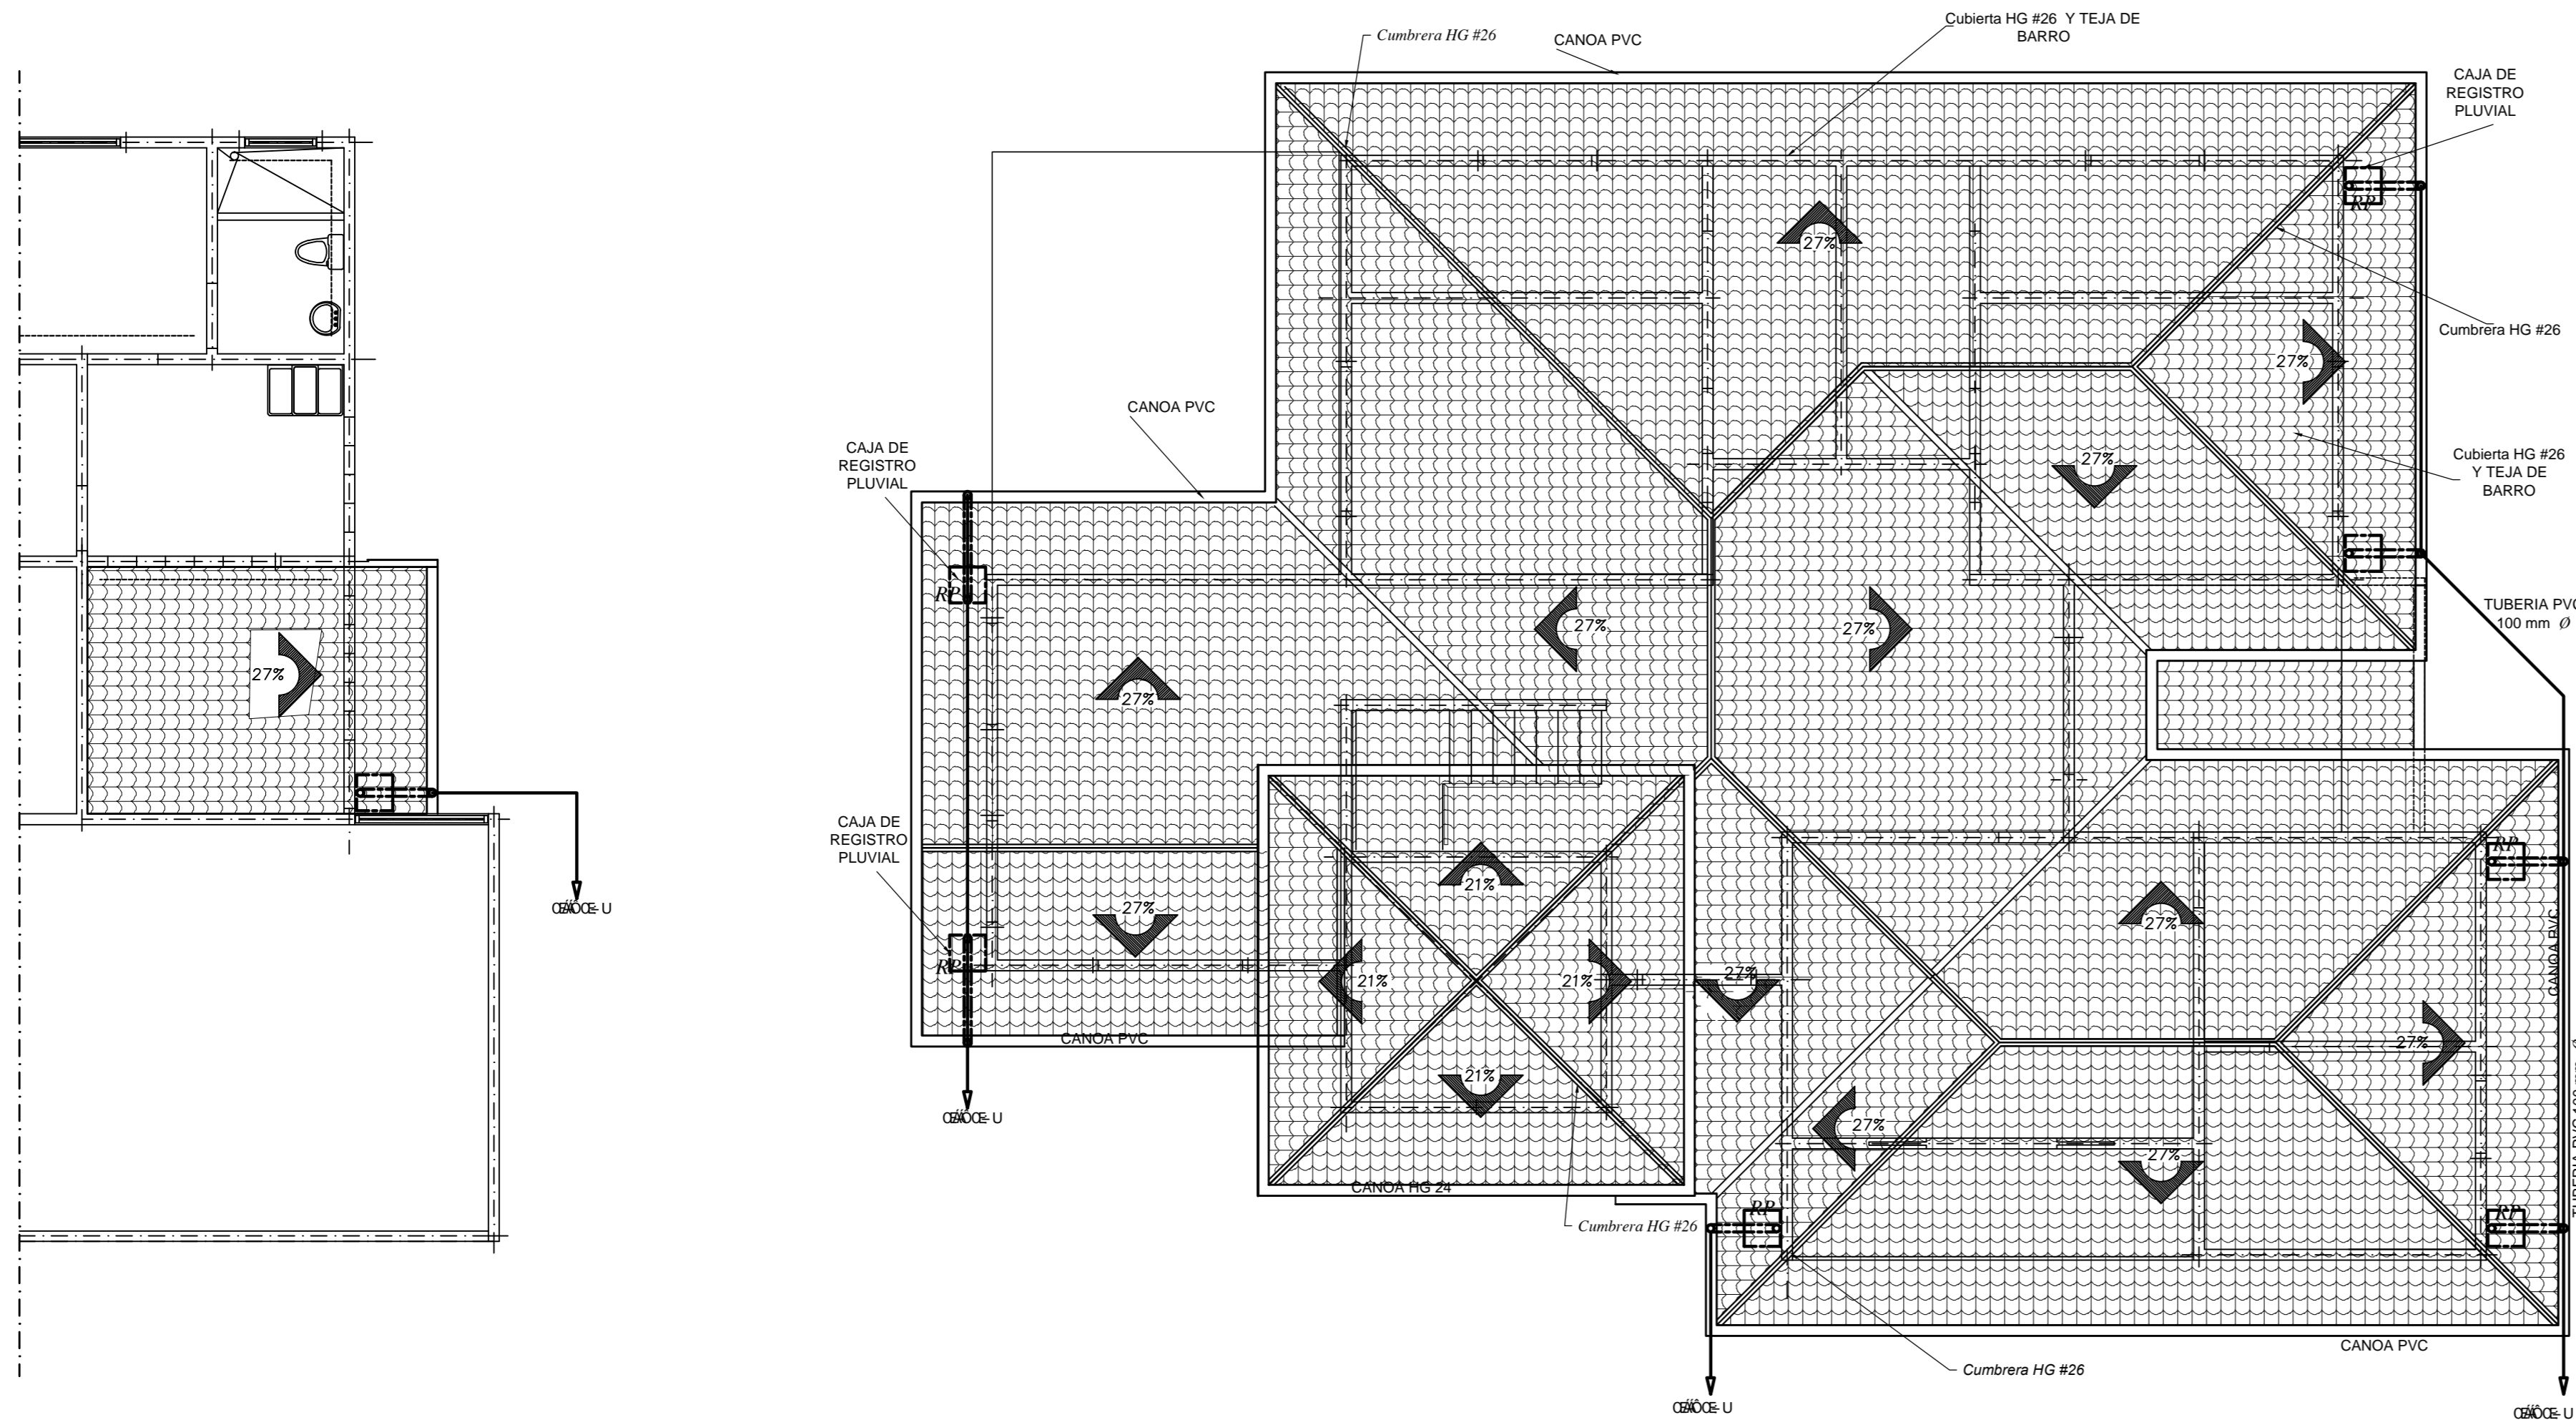 Cumbrera HG #26
CANOA PVC
Cubierta HG #26 Y TEJA DE
BARRO
CAJA DE
REGISTRO
PLUVIAL
RP
27%
Cumbrera HG #26
27%
27%
Cubierta HG #26
Y TEJA DE
BARRO
CANOA PVC
CAJA DE
REGISTRO
PLUVIAL
RP
TUBERIA PVC
100 mm Ø
27%
27%
27%
27%
CAJA DE
REGISTRO
PLUVIAL
RP
27%
21%
21%
21%
21%
27%
27%
RP
CANOA PVC
27%
27%
27%
CANOA PVC
CANOA HG 24
Cumbrera HG #26
RP
RP
CANOA PVC
Cumbrera HG #26